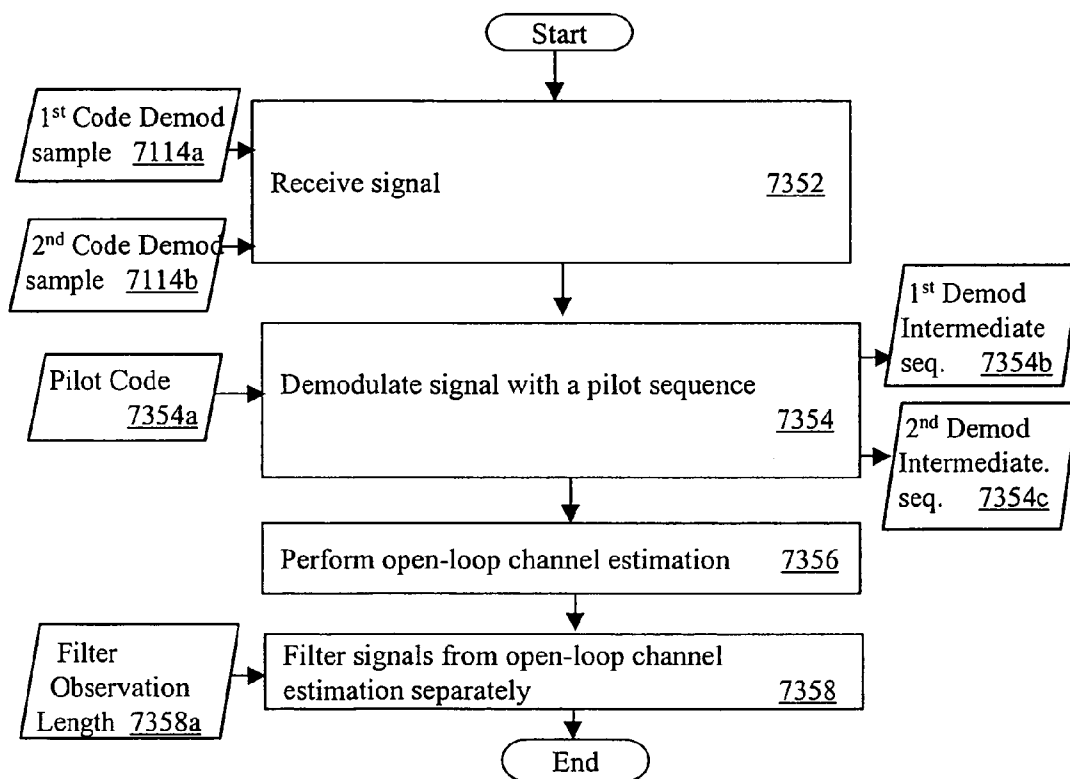 Start
1st Code Demod
sample 7114a
Receive signal 7352
2nd Code Demod
sample 7114b
1st Demod
Intermediate
seq. 7354b
Pilot Code
7354a
Demodulate signal with a pilot sequence
7354
2nd Demod
Intermediate.
seq. 7354c
Perform open-loop channel estimation 7356
Filter
Observation
Length 7358a
Filter signals from open-loop channel
estimation separately 7358
End